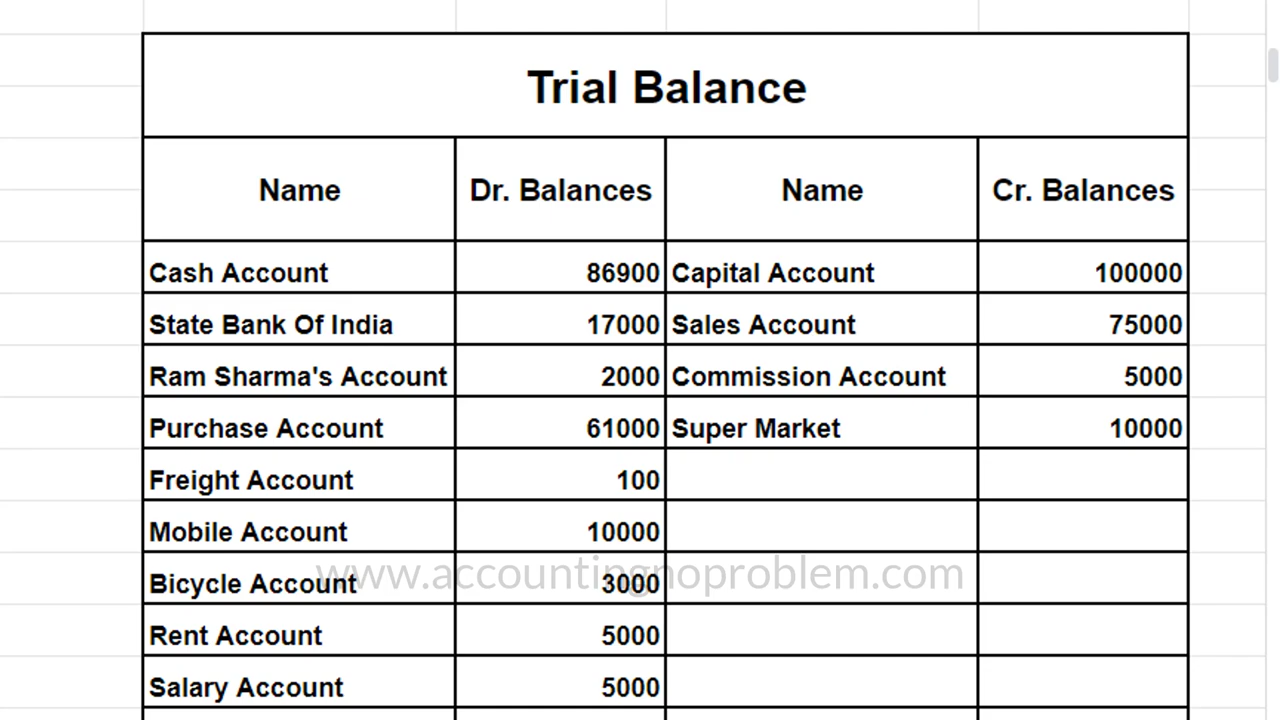 Trial Balance
Name Dr. Balances Name Cr. Balances
Cash Account 86900 Capital Account 100000
State Bank Of India 17000 Sales Account 75000
Ram Sharma's Account 2000 Commission Account 5000
Purchase Account 61000 Super Market 10000
Freight Account 100
Mobile Account 10000
www.accountingnoproblem.com
Bicycle Account 3000
Rent Account 5000
Salary Account 5000